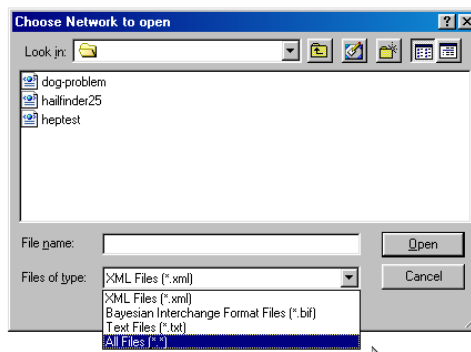 Choose Network to open
Look in:
dog-problem
hailfinder25
heptest
File name:
Open
Files of type:
XML Files (*.xml)
Cancel
XML Files (*.xml)
Bayesian Interchange Format Files (*.bif)
Text Files (*.txt)
All Files (*.*)